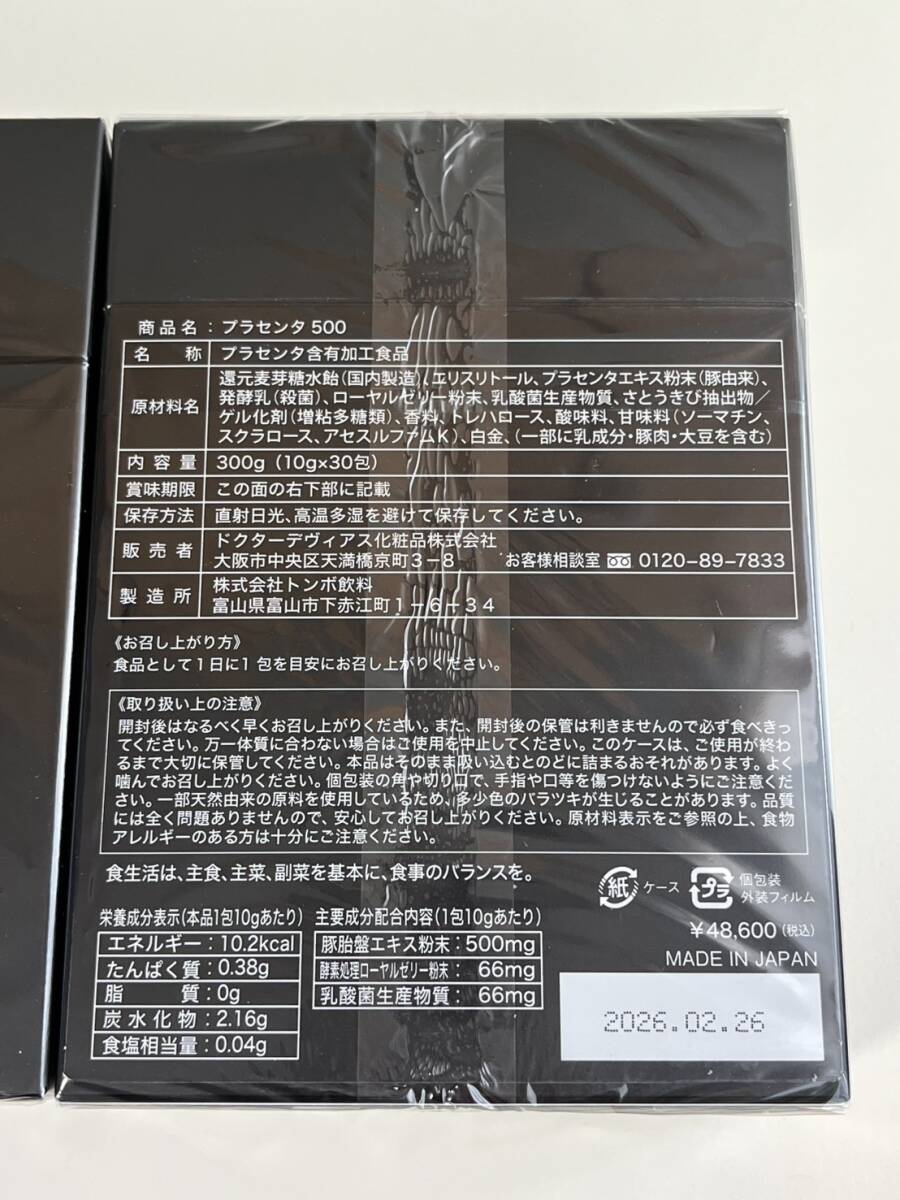 商品名：プラセンタ500
名　称 プラセンタ含有加工食品
原材料名 還元麦芽糖水飴（国内製造）、エリスリトール、プラセンタエキス粉末（豚由来）、
発酵乳（殺菌）、ローヤルゼリー粉末、乳酸菌生産物質、さとうきび抽出物／
ゲル化剤（増粘多糖類）、香料、トレハロース、酸味料、甘味料（ソーマチン、
スクラロース、アセスルファムK）、白金、（一部に乳成分・豚肉・大豆を含む）
内容量 300g（10g×30包）
賞味期限 この面の右下部に記載
保存方法 直射日光、高温多湿を避けて保存してください。
販売者 ドクターデヴィアス化粧品株式会社
大阪市中央区天満橋京町3－8 お客様相談室 0120-89-7833
製造所 株式会社トンボ飲料
富山県富山市下赤江町1－6－34
《お召し上がり方》
食品として1日に1包を目安にお召し上がりください。
《取り扱い上の注意》
開封後はなるべく早くお召し上がりください。また、開封後の保管は利きませんので必ず食べきっ
てください。万一体質に合わない場合はご使用を中止してください。このケースは、ご使用が終わ
るまで大切に保管してください。本品はそのまま吸い込むとのどに詰まるおそれがあります。よく
噛んでお召し上がりください。個包装の角や切り口で、手指や口等を傷つけないようにご注意くだ
さい。一部天然由来の原料を使用しているため、多少色のバラツキが生じることがあります。品質
には全く問題ありませんので、安心してお召し上がりください。原材料表示をご参照の上、食物
アレルギーのある方は十分にご注意ください。
食生活は、主食、主菜、副菜を基本に、食事のバランスを。
紙 ケース プラ 個包装
外装フィルム
¥48,600（税込）
MADE IN JAPAN
2026.02.26
栄養成分表示（本品1包10gあたり）
エネルギー：10.2kcal
たんぱく質：0.38g
脂　質：0g
炭水化物：2.16g
食塩相当量：0.04g
主要成分配合内容（1包10gあたり）
豚胎盤エキス粉末：500mg
酵素処理ローヤルゼリー粉末：66mg
乳酸菌生産物質：66mg